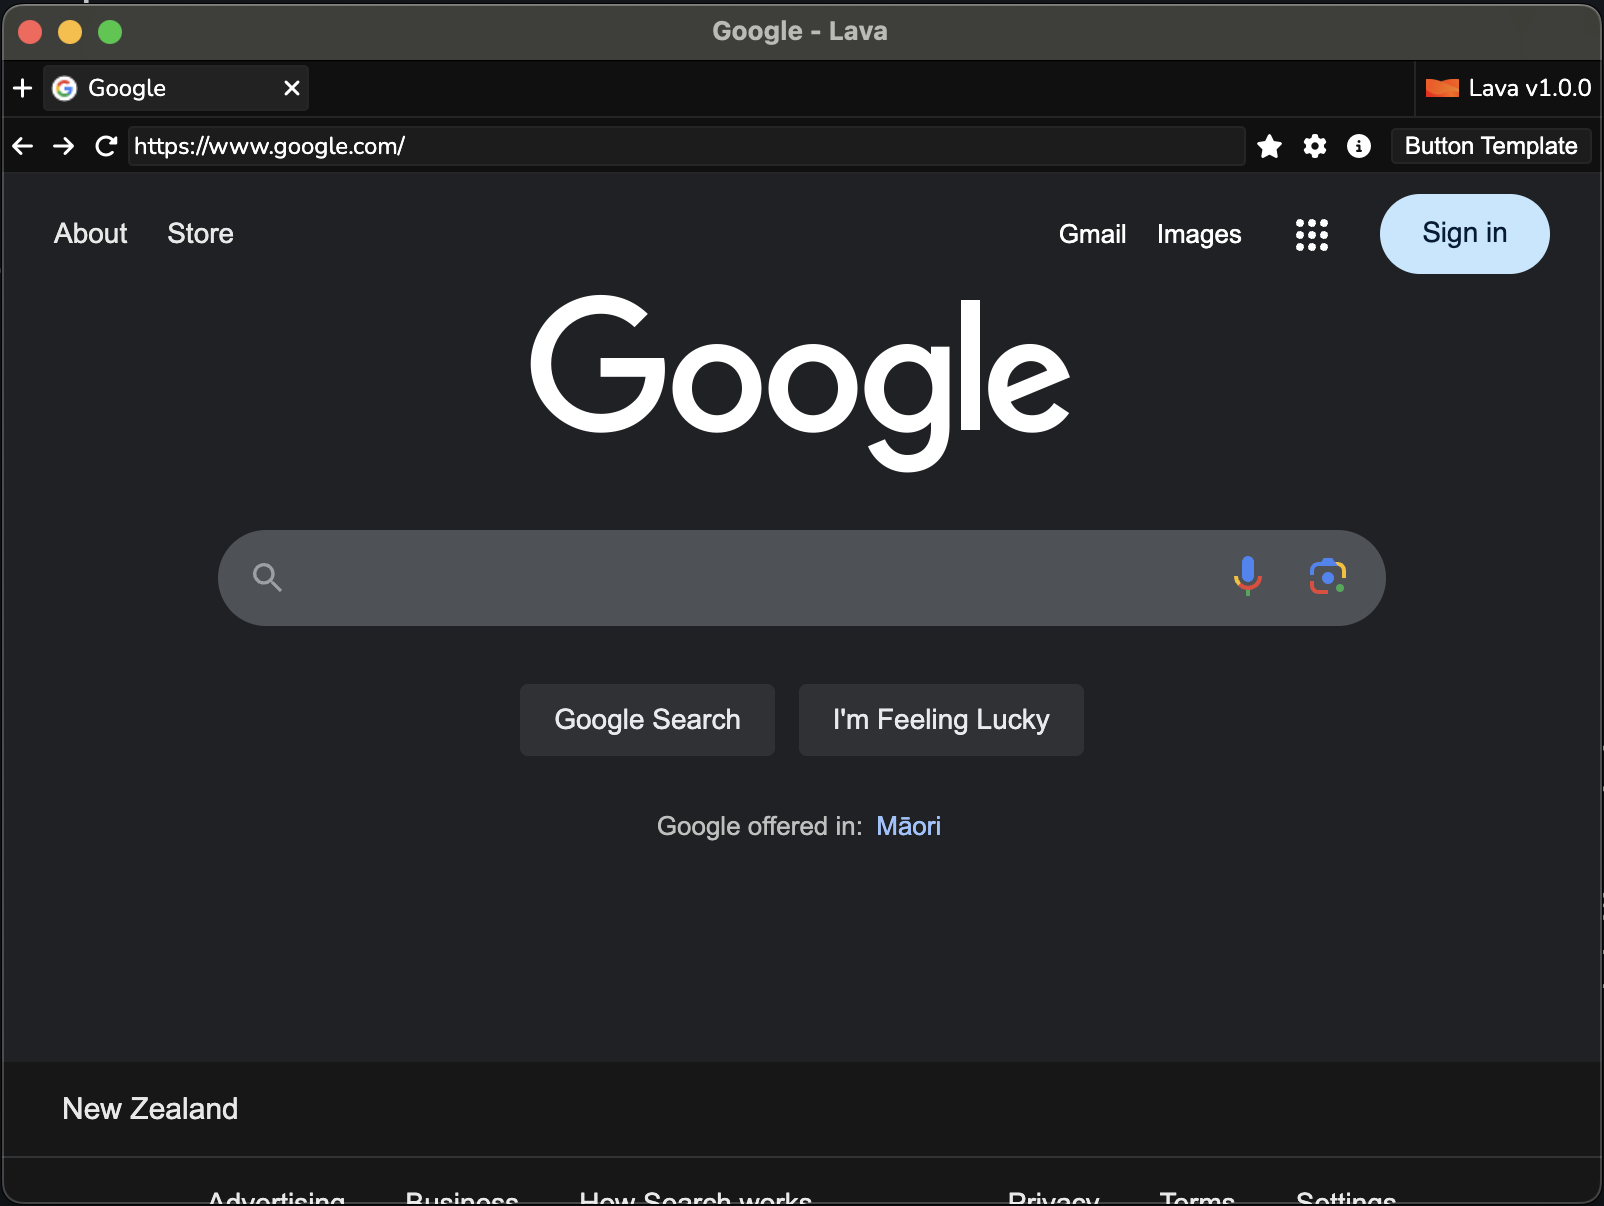 Google - Lava
Google
Lava v1.0.0
https://www.google.com/
Button Template
About Store
Gmail Images
Sign in
Google
Google Search
I'm Feeling Lucky
Google offered in: Māori
New Zealand
Advertising Business How Search works Privacy Terms Settings